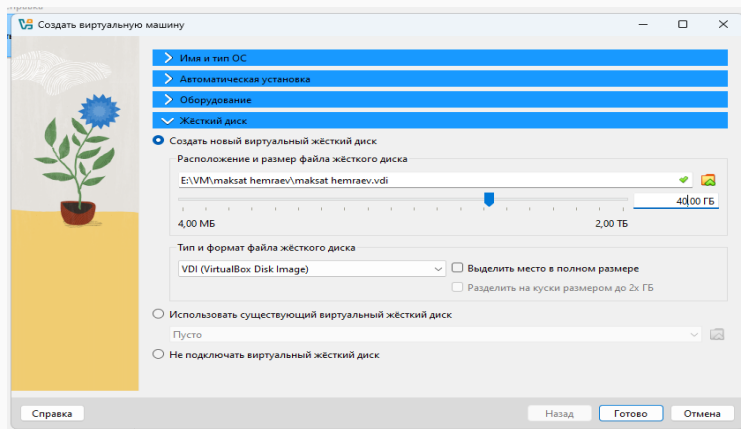 Создать виртуальную машину
Имя и тип ОС
Автоматическая установка
Оборудование
Жёсткий диск
Создать новый виртуальный жёсткий диск
Расположение и размер файла жёсткого диска
E:\VM\maksat hemraev\maksat hemraev.vdi
40,00 ГБ
4,00 МБ 2,00 ТБ
Тип и формат файла жёсткого диска
VDI (VirtualBox Disk Image) Выделить место в полном размере
Разделить на куски размером до 2х ГБ
Использовать существующий виртуальный жёсткий диск
Пусто
Не подключать виртуальный жёсткий диск
Справка Назад Готово Отмена